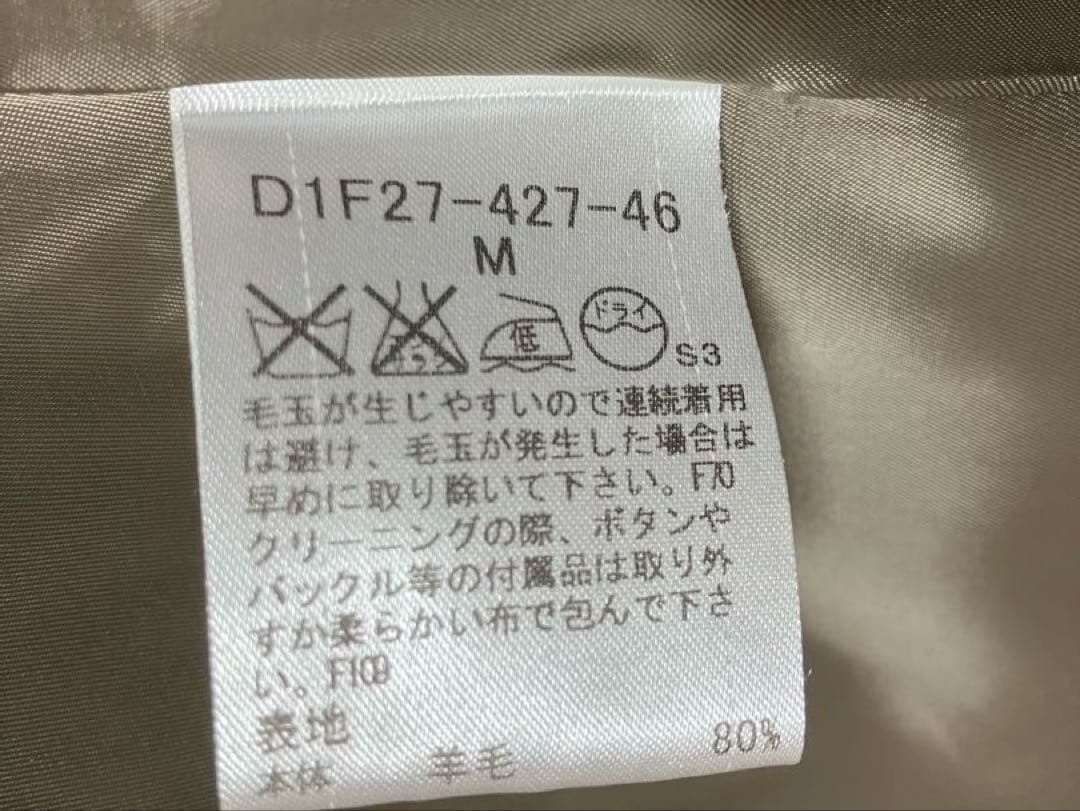 D1F27-427-46
M
低 ドライ S3
毛玉が生じやすいので連続着用
は避け、毛玉が発生した場合は
早めに取り除いて下さい。F70
クリーニングの際、ボタンや
バックル等の付属品は取り外
すか柔らかい布で包んで下さ
い。F109
表地
本体 羊毛 80%